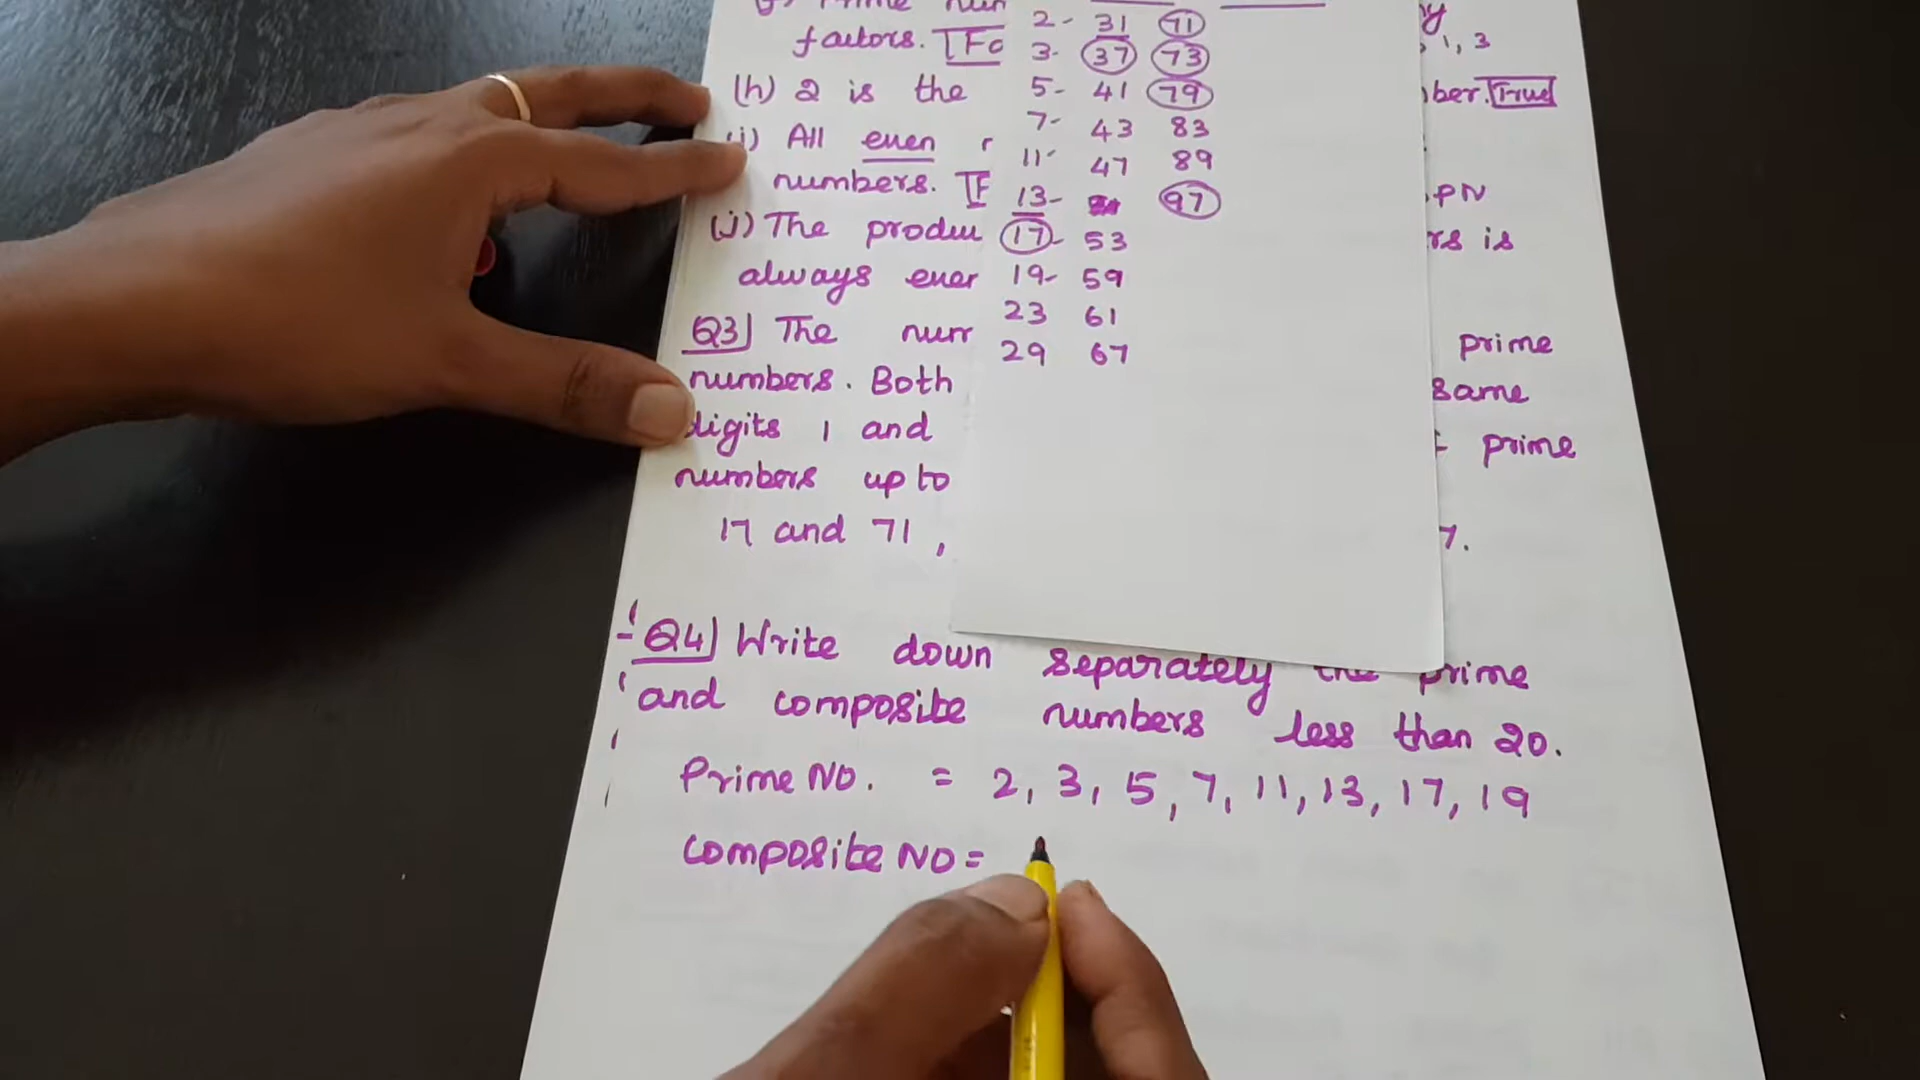 factors.
(h) 2 is the
ber. True
(i) All even
numbers.
PN
(j) The produ
rs is
always even
Q3) The num
prime
numbers. Both
same
digits 1 and
prime
numbers up to
17 and 71,
7.
2- 31 71
3- 37 73
5- 41 79
7- 43 83
11- 47 89
13- 97
17- 53
19- 59
23 61
29 67
Q4) Write down separately the prime
and composite numbers less than 20.
Prime No. = 2, 3, 5, 7, 11, 13, 17, 19
Composite No =